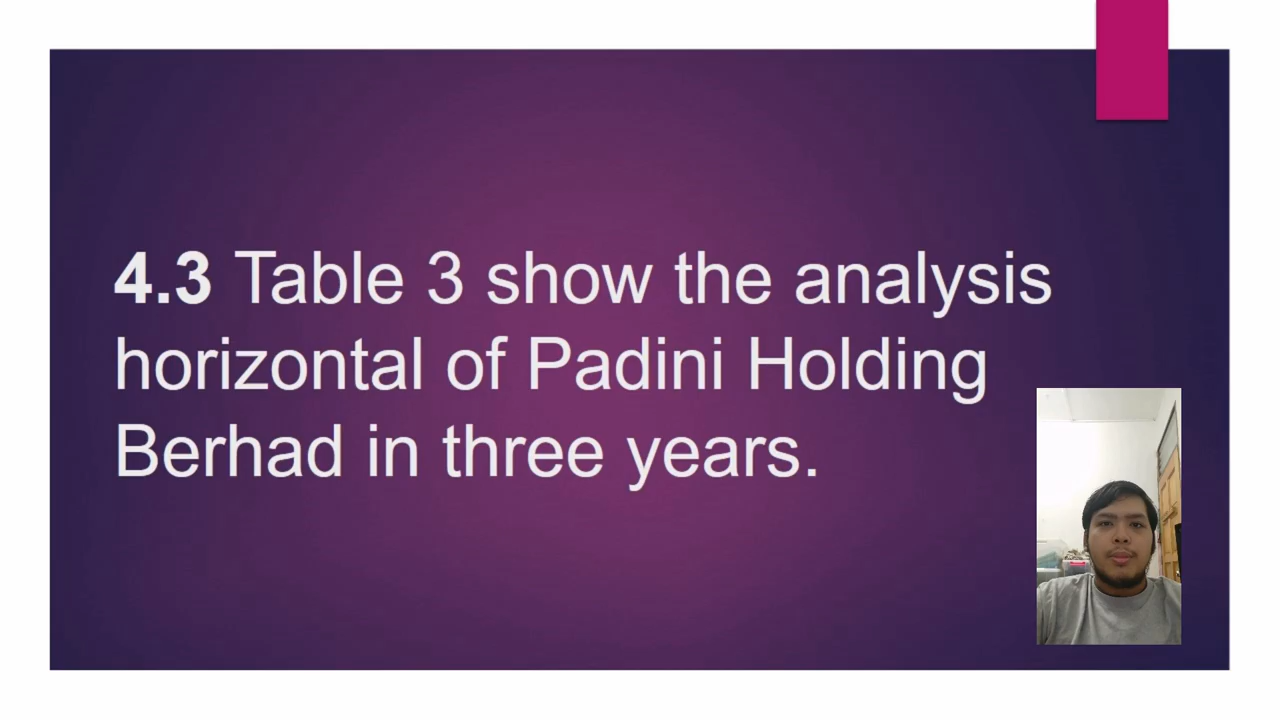 4.3 Table 3 show the analysis
horizontal of Padini Holding
Berhad in three years.